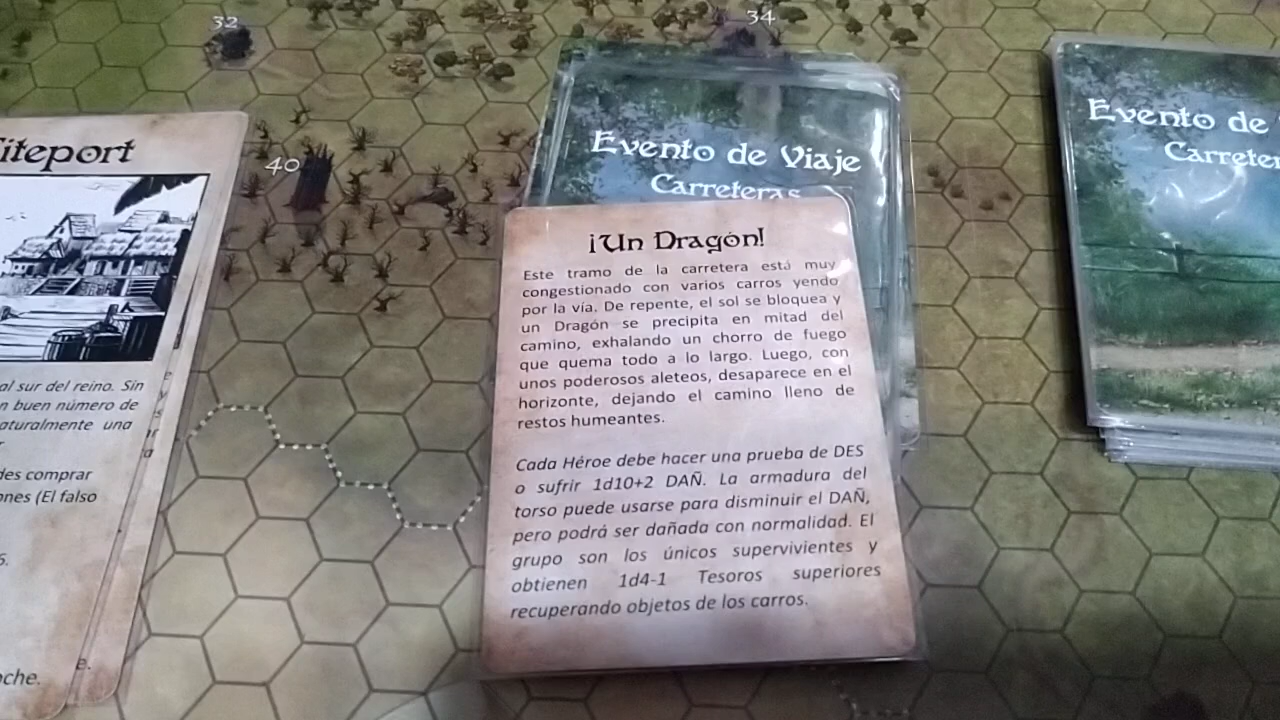 32
34
40
iteport
al sur del reino. Sin
n buen número de
aturalmente una
r
des comprar
ones (El falso
s.
e.
oche.
Evento de Viaje
Carreteras
¡Un Dragón!
Este tramo de la carretera está muy
congestionado con varios carros yendo
por la vía. De repente, el sol se bloquea y
un Dragón se precipita en mitad del
camino, exhalando un chorro de fuego
que quema todo a lo largo. Luego, con
unos poderosos aleteos, desaparece en el
horizonte, dejando el camino lleno de
restos humeantes.
Cada Héroe debe hacer una prueba de DES
o sufrir 1d10+2 DAÑ. La armadura del
torso puede usarse para disminuir el DAÑ,
pero podrá ser dañada con normalidad. El
grupo son los únicos supervivientes y
obtienen 1d4-1 Tesoros superiores
recuperando objetos de los carros.
Evento de
Carreter